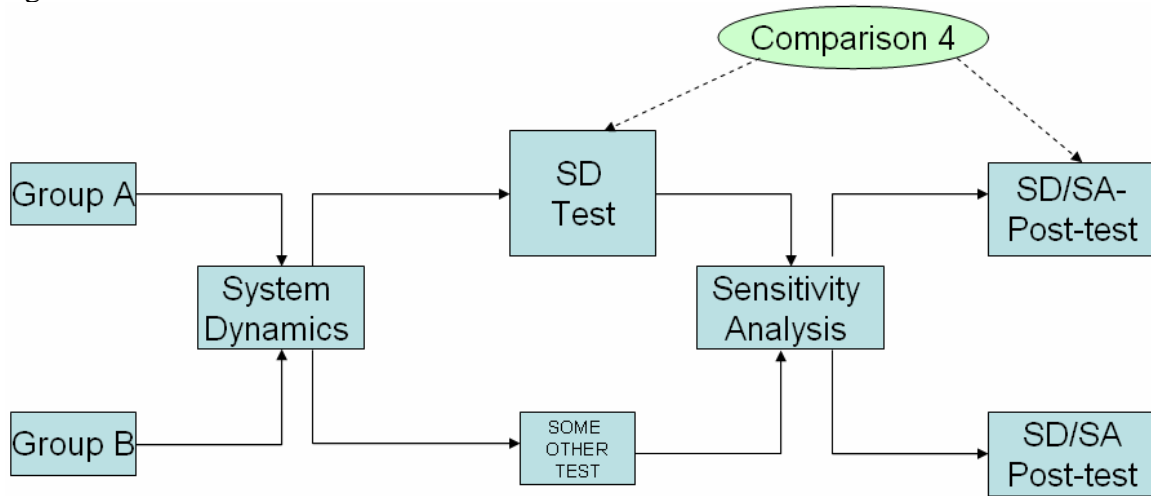 Comparison 4
Group A
SD
Test
SD/SA-
Post-test
System
Dynamics
Sensitivity
Analysis
Group B
SOME
OTHER
TEST
SD/SA
Post-test